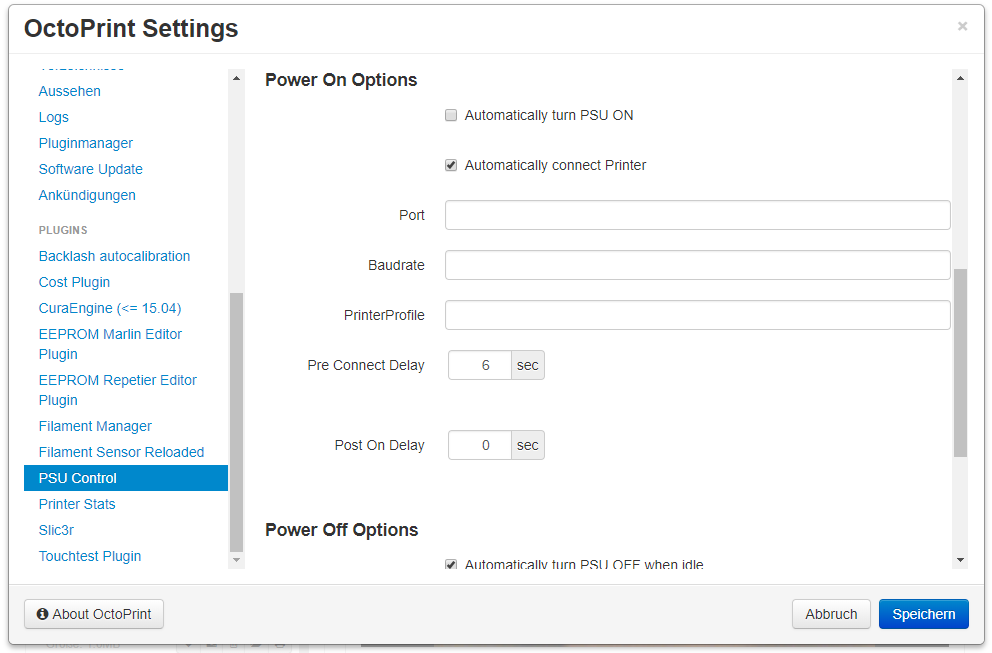 OctoPrint Settings
×
Verzeichnisse
Aussehen
Logs
Pluginmanager
Software Update
Ankündigungen
PLUGINS
Backlash autocalibration
Cost Plugin
CuraEngine (<= 15.04)
EEPROM Marlin Editor
Plugin
EEPROM Repetier Editor
Plugin
Filament Manager
Filament Sensor Reloaded
PSU Control
Printer Stats
Slic3r
Touchtest Plugin
Power On Options
Automatically turn PSU ON
Automatically connect Printer
Port
Baudrate
PrinterProfile
Pre Connect Delay 6 sec
Post On Delay 0 sec
Power Off Options
Automatically turn PSU OFF when idle
About OctoPrint
Abbruch
Speichern